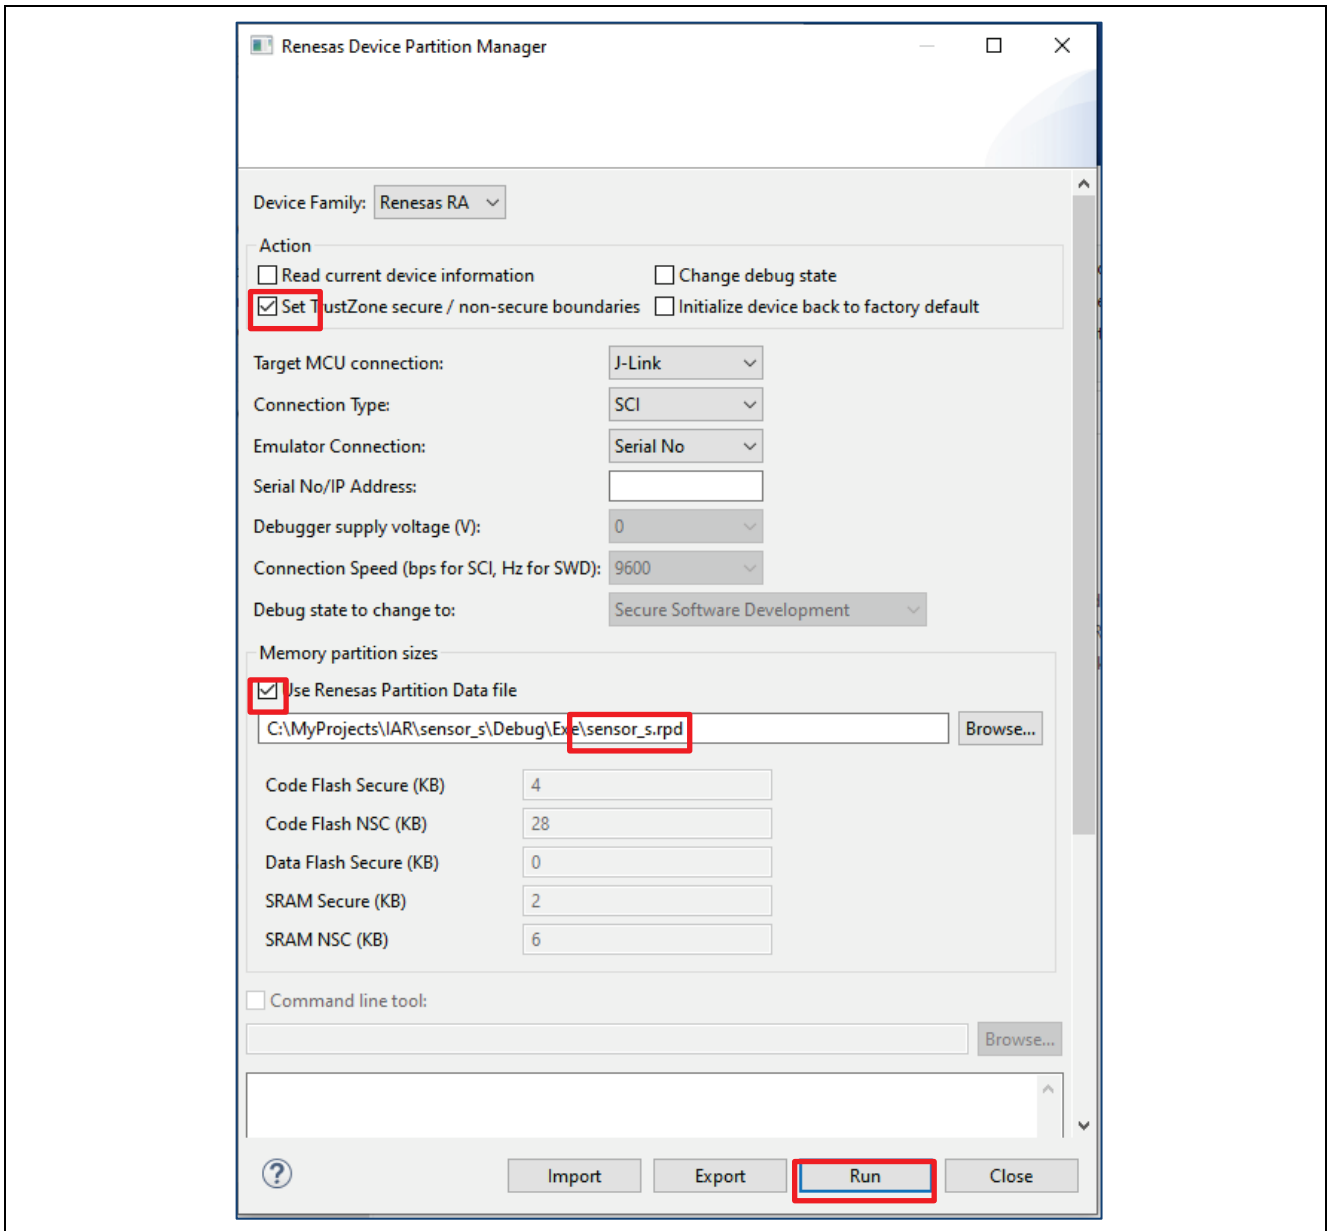 Renesas Device Partition Manager
Device Family: Renesas RA
Action
Read current device information Change debug state
Set TrustZone secure / non-secure boundaries Initialize device back to factory default
Target MCU connection: J-Link
Connection Type: SCI
Emulator Connection: Serial No
Serial No/IP Address:
Debugger supply voltage (V): 0
Connection Speed (bps for SCI, Hz for SWD): 9600
Debug state to change to: Secure Software Development
Memory partition sizes
Use Renesas Partition Data file
C:\MyProjects\IAR\sensor_s\Debug\Exe\sensor_s.rpd Browse...
Code Flash Secure (KB) 4
Code Flash NSC (KB) 28
Data Flash Secure (KB) 0
SRAM Secure (KB) 2
SRAM NSC (KB) 6
Command line tool:
Browse...
? Import Export Run Close